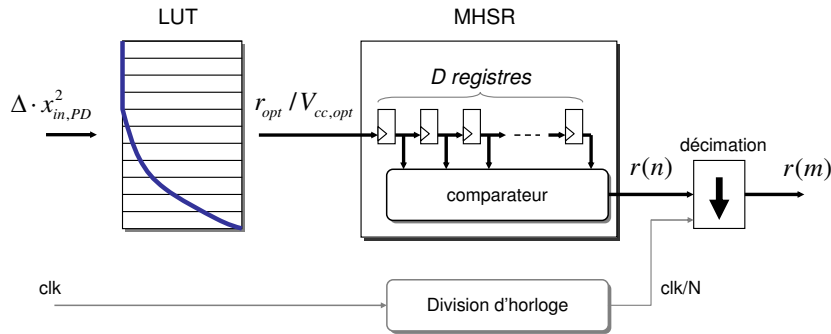 LUT
MHSR
D registres
Δ · x²in,PD
ropt / Vcc,opt
décimation
r(n)
r(m)
comparateur
clk
Division d'horloge
clk/N